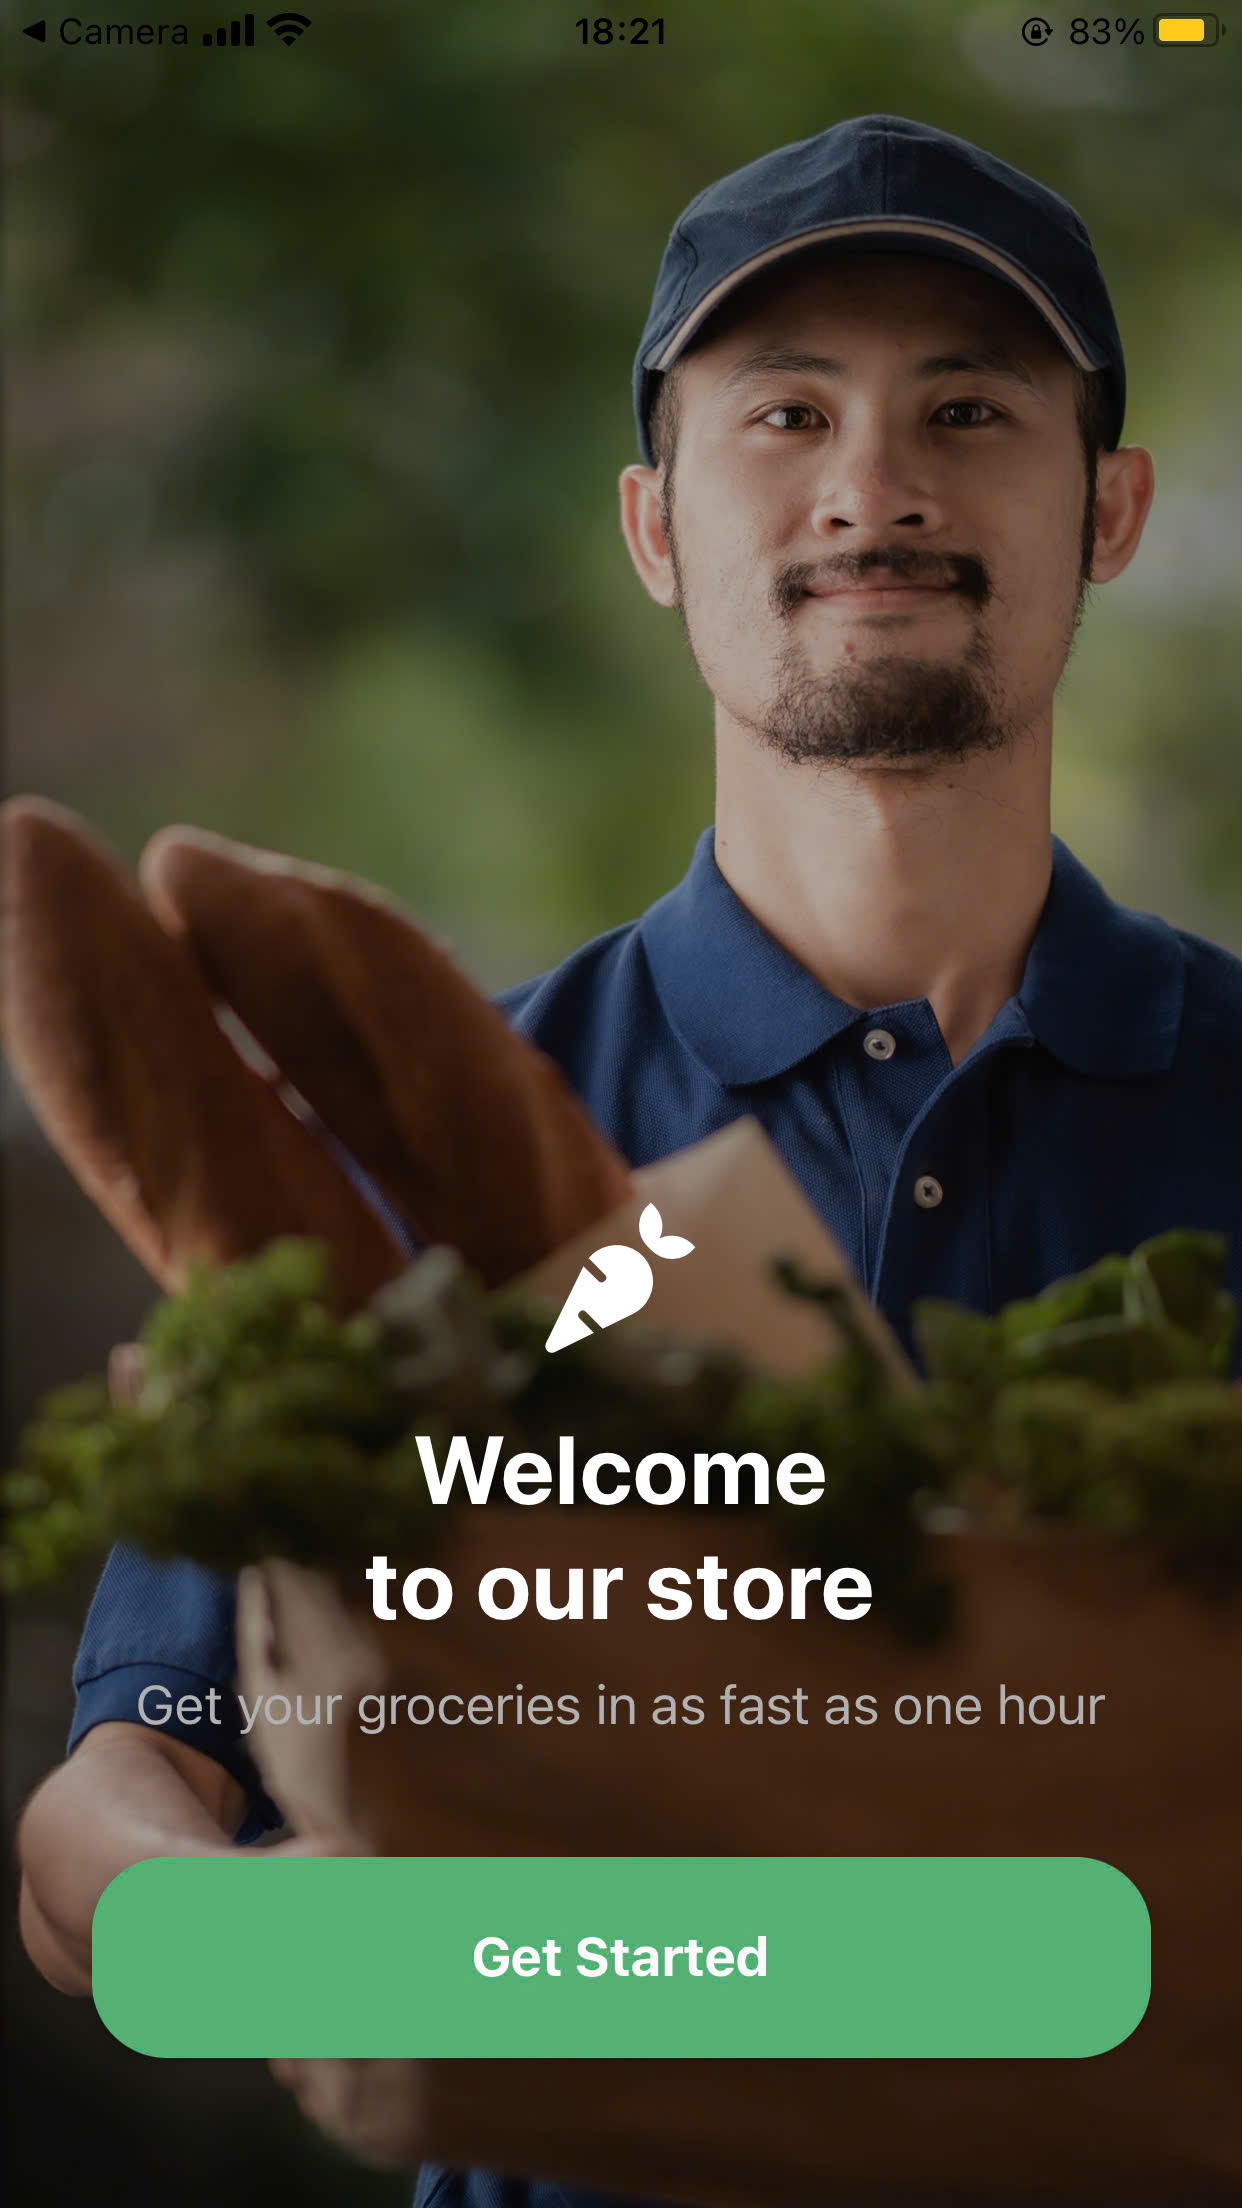 ◀ Camera 18:21 83%
Welcome
to our store
Get your groceries in as fast as one hour
Get Started